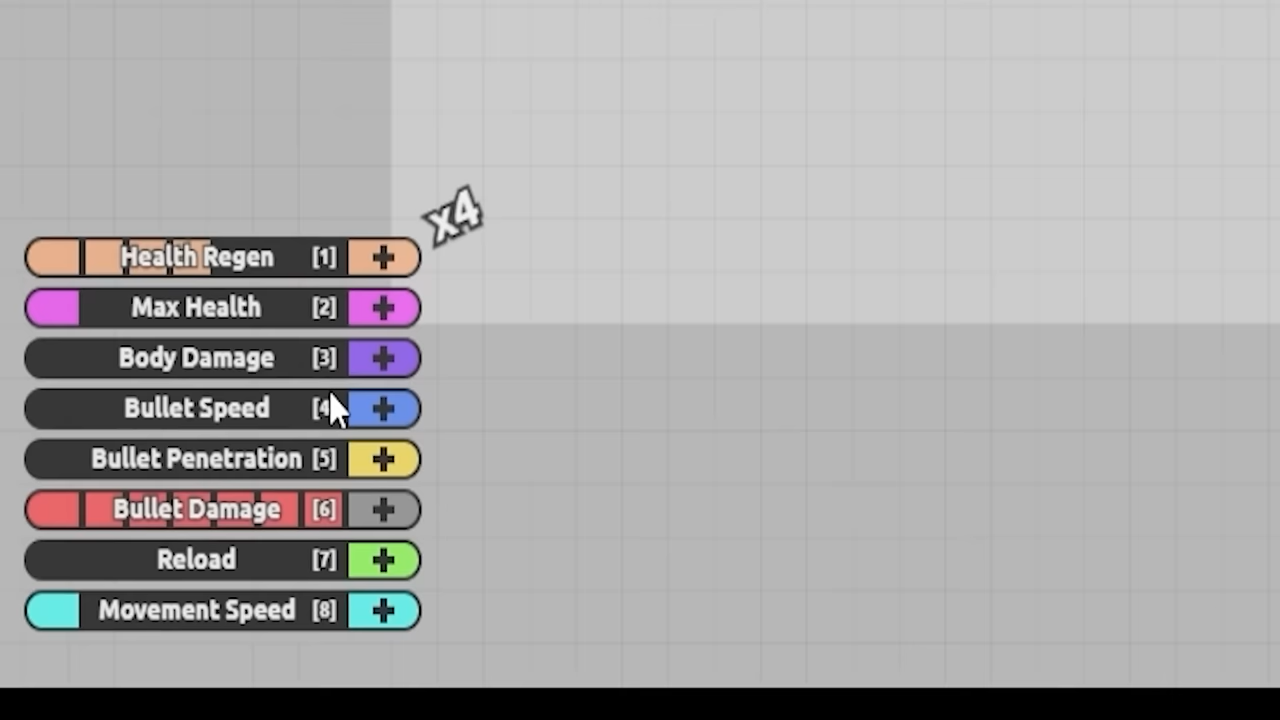 x4
Health Regen [1] +
Max Health [2] +
Body Damage [3] +
Bullet Speed [4 +
Bullet Penetration [5] +
Bullet Damage [6] +
Reload [7] +
Movement Speed [8] +